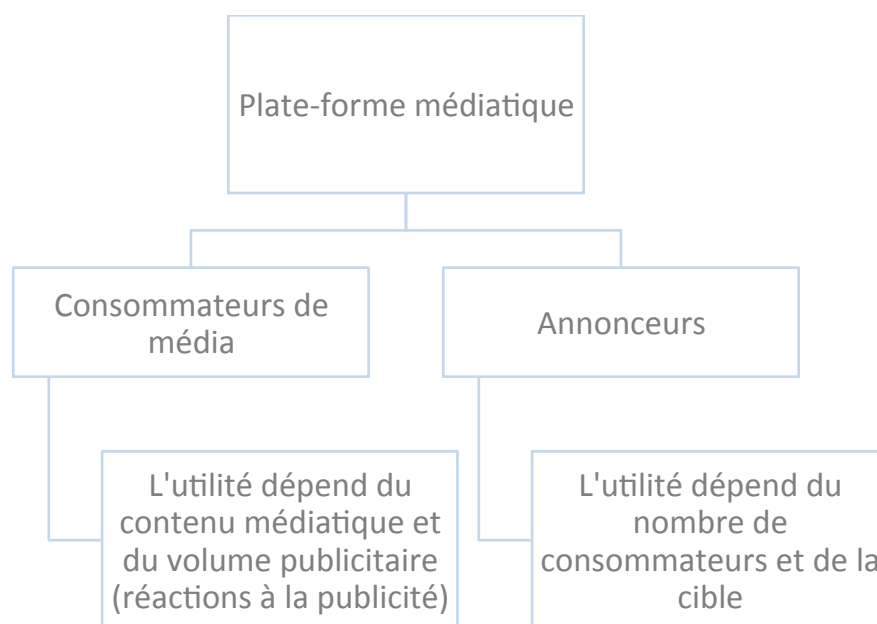 Plate-forme médiatique
Consommateurs de
média
Annonceurs
L'utilité dépend du
contenu médiatique et
du volume publicitaire
(réactions à la publicité)
L'utilité dépend du
nombre de
consommateurs et de la
cible